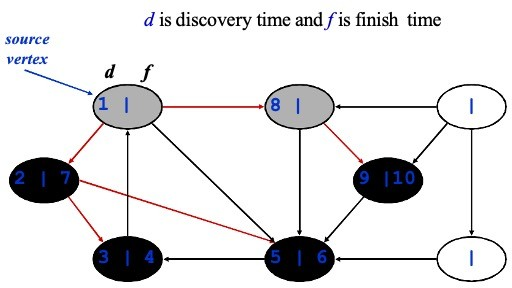 d is discovery time and f is finish time
source
vertex
d f
1 |
8 |
|
2 | 7
9 |10
3 | 4
5 | 6
|